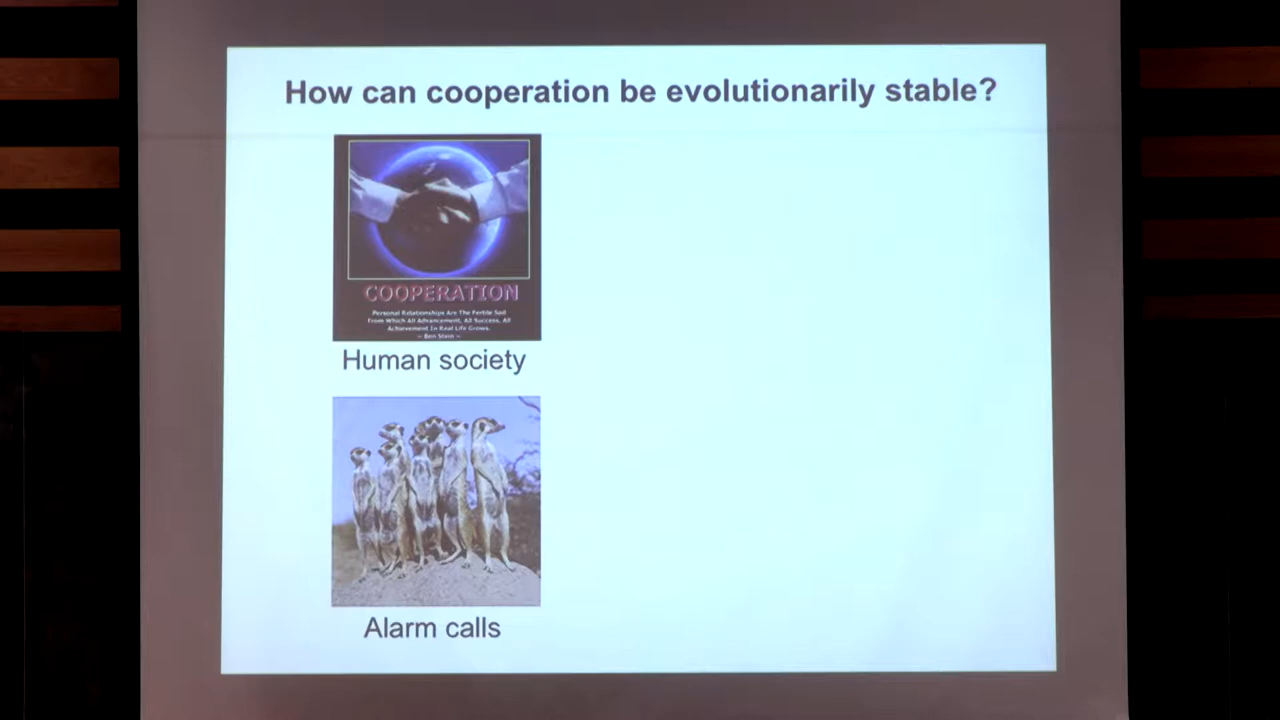 How can cooperation be evolutionarily stable?
COOPERATION
Personal Relationships Are The Fertile Soil
From Which All Advancement, All Success, All
Achievement In Real Life Grows.
~ Ben Stein ~
Human society
Alarm calls